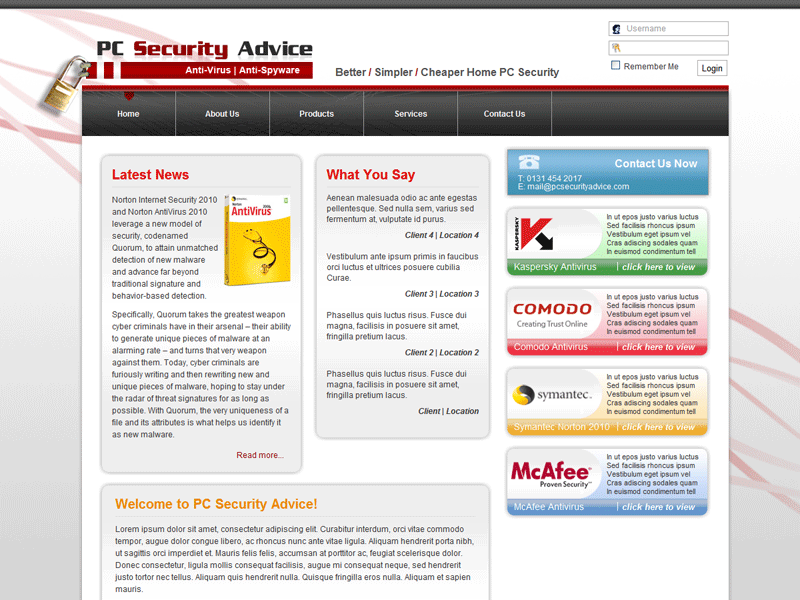 PC Security Advice
Anti-Virus | Anti-Spyware
Better / Simpler / Cheaper Home PC Security
Username
Remember Me
Login
Home
About Us
Products
Services
Contact Us
Latest News
Norton Internet Security 2010
and Norton AntiVirus 2010
leverage a new model of
security, codenamed
Quorum, to attain unmatched
detection of new malware
and advance far beyond
traditional signature and
behavior-based detection.
AntiVirus
Specifically, Quorum takes the greatest weapon
cyber criminals have in their arsenal – their ability
to generate unique pieces of malware at an
alarming rate – and turns that very weapon
against them. Today, cyber criminals are
furiously writing and then rewriting new and
unique pieces of malware, hoping to stay under
the radar of threat signatures for as long as
possible. With Quorum, the very uniqueness of a
file and its attributes is what helps us identify it
as new malware.
Read more...
What You Say
Aenean malesuada odio ac ante egestas
pellentesque. Sed nulla sem, varius sed
fermentum at, vulputate id purus.
Client 4 | Location 4
Vestibulum ante ipsum primis in faucibus
orci luctus et ultrices posuere cubilia
Curae.
Client 3 | Location 3
Phasellus quis luctus risus. Fusce dui
magna, facilisis in posuere sit amet,
fringilla pretium lacus.
Client 2 | Location 2
Phasellus quis luctus risus. Fusce dui
magna, facilisis in posuere sit amet,
fringilla pretium lacus.
Client | Location
Contact Us Now
T: 0131 454 2017
E: mail@pcsecurityadvice.com
KASPERSKY
In ut epos justo varius luctus
Sed facilisis rhoncus ipsum
Vestibulum eget ipsum vel
Cras adiscing sodales quam
In euismod condimentum tell
Kaspersky Antivirus | click here to view
COMODO
Creating Trust Online
In ut epos justo varius luctus
Sed facilisis rhoncus ipsum
Vestibulum eget ipsum vel
Cras adiscing sodales quam
In euismod condimentum tell
Comodo Antivirus | click here to view
symantec.
In ut epos justo varius luctus
Sed facilisis rhoncus ipsum
Vestibulum eget ipsum vel
Cras adiscing sodales quam
In euismod condimentum tell
Symantec Norton 2010 | click here to view
McAfee
Proven Security™
In ut epos justo varius luctus
Sed facilisis rhoncus ipsum
Vestibulum eget ipsum vel
Cras adiscing sodales quam
In euismod condimentum tell
McAfee Antivirus | click here to view
Welcome to PC Security Advice!
Lorem ipsum dolor sit amet, consectetur adipiscing elit. Curabitur interdum, orci vitae commodo
tempor, augue dolor congue libero, ac rhoncus nunc ante vitae ligula. Aliquam hendrerit porta nibh,
ut sagittis orci imperdiet et. Mauris felis felis, accumsan at porttitor ac, feugiat scelerisque dolor.
Donec consectetur, ligula mollis consequat facilisis, augue mi consequat neque, sed hendrerit
justo tortor nec tellus. Aliquam quis hendrerit nulla. Quisque fringilla eros nulla. Aliquam et sapien
mauris.